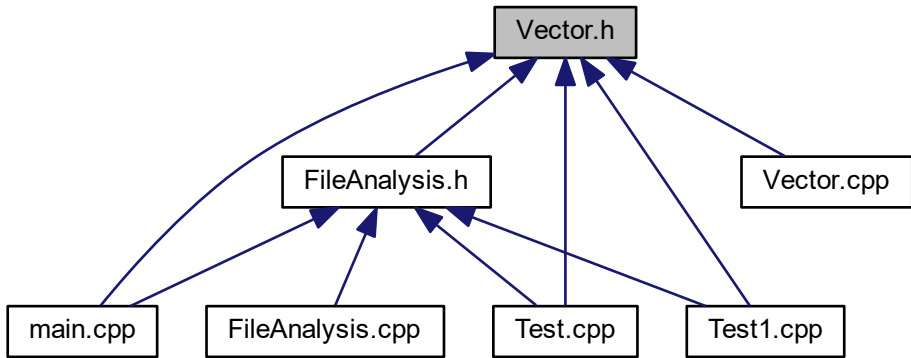 Vector.h
FileAnalysis.h
Vector.cpp
main.cpp
FileAnalysis.cpp
Test.cpp
Test1.cpp